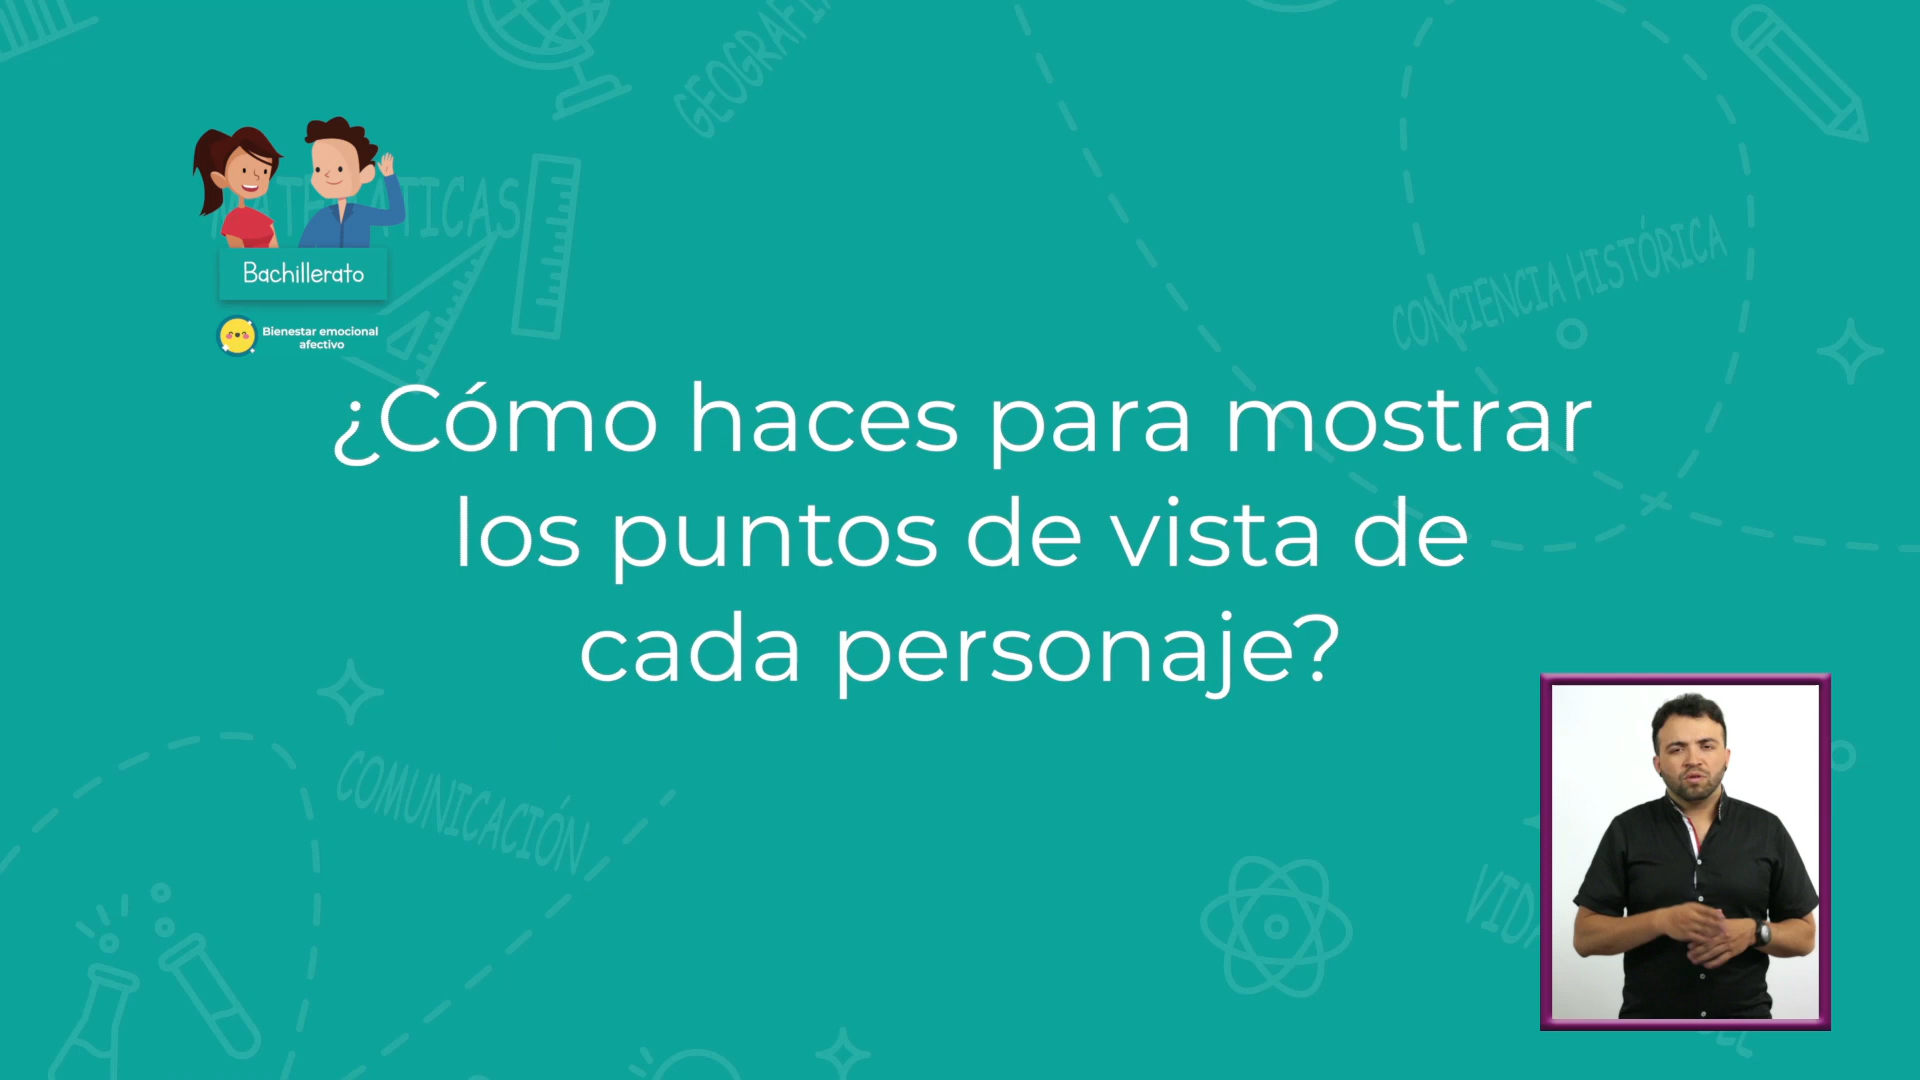 GEOGRAFÍA
MATEMÁTICAS
CONCIENCIA HISTÓRICA
Bachillerato
Bienestar emocional
afectivo
¿Cómo haces para mostrar
los puntos de vista de
cada personaje?
COMUNICACIÓN